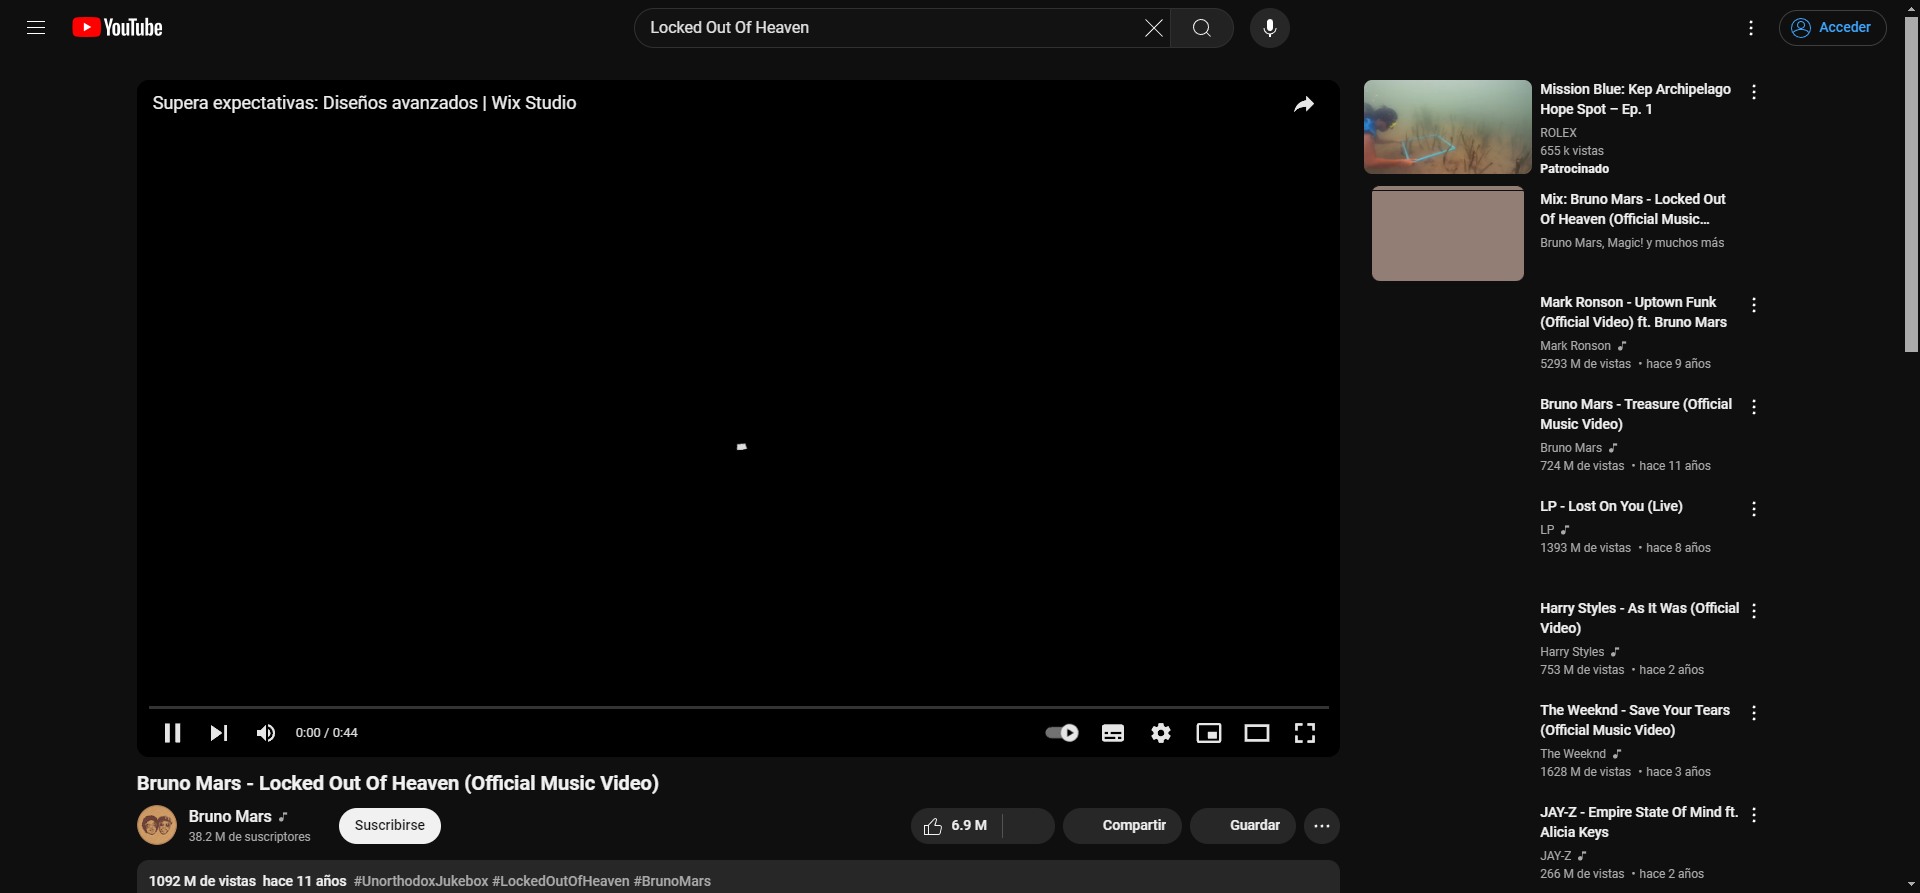 YouTube
Locked Out Of Heaven
Acceder
Supera expectativas: Diseños avanzados | Wix Studio
0:00 / 0:44
Bruno Mars - Locked Out Of Heaven (Official Music Video)
Bruno Mars
38.2 M de suscriptores
Suscribirse
6.9 M
Compartir
Guardar
1092 M de vistas hace 11 años #UnorthodoxJukebox #LockedOutOfHeaven #BrunoMars
Mission Blue: Kep Archipelago
Hope Spot – Ep. 1
ROLEX
655 k vistas
Patrocinado
Mix: Bruno Mars - Locked Out
Of Heaven (Official Music...
Bruno Mars, Magic! y muchos más
Mark Ronson - Uptown Funk
(Official Video) ft. Bruno Mars
Mark Ronson
5293 M de vistas • hace 9 años
Bruno Mars - Treasure (Official
Music Video)
Bruno Mars
724 M de vistas • hace 11 años
LP - Lost On You (Live)
LP
1393 M de vistas • hace 8 años
Harry Styles - As It Was (Official
Video)
Harry Styles
753 M de vistas • hace 2 años
The Weeknd - Save Your Tears
(Official Music Video)
The Weeknd
1628 M de vistas • hace 3 años
JAY-Z - Empire State Of Mind ft.
Alicia Keys
JAY-Z
266 M de vistas • hace 2 años